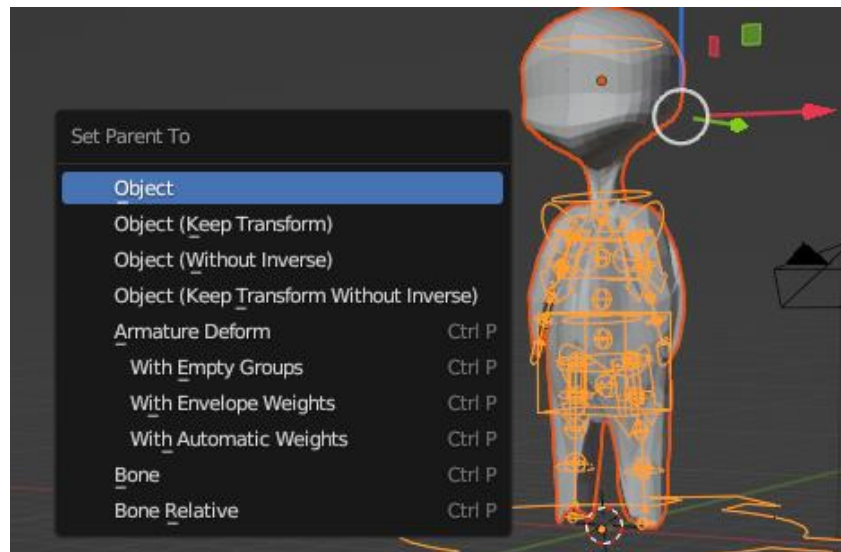 Set Parent To
Object
Object (Keep Transform)
Object (Without Inverse)
Object (Keep Transform Without Inverse)
Armature Deform Ctrl P
With Empty Groups Ctrl P
With Envelope Weights Ctrl P
With Automatic Weights Ctrl P
Bone Ctrl P
Bone Relative Ctrl P